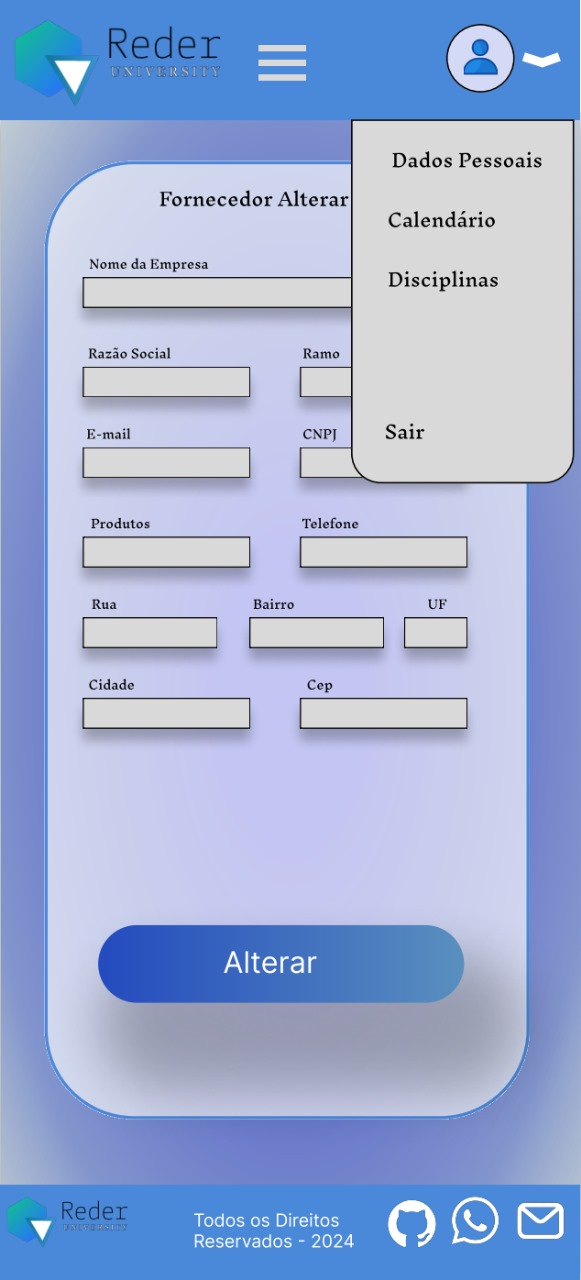 Reder
UNIVERSITY
Dados Pessoais
Calendário
Disciplinas
Sair
Fornecedor Alterar
Nome da Empresa
Razão Social
Ramo
E-mail
CNPJ
Produtos
Telefone
Rua
Bairro
UF
Cidade
Cep
Alterar
Reder
UNIVERSITY
Todos os Direitos
Reservados - 2024